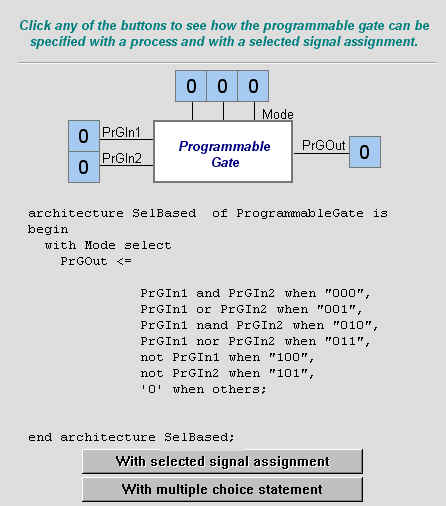 Click any of the buttons to see how the programmable gate can be
specified with a process and with a selected signal assignment.
0 0 0
Mode
0 PrGIn1
0 PrGIn2
Programmable
Gate
PrGOut 0
architecture SelBased of ProgrammableGate is
begin
with Mode select
PrGOut <=
PrGIn1 and PrGIn2 when "000",
PrGIn1 or PrGIn2 when "001",
PrGIn1 nand PrGIn2 when "010",
PrGIn1 nor PrGIn2 when "011",
not PrGIn1 when "100",
not PrGIn2 when "101",
'0' when others;
end architecture SelBased;
With selected signal assignment
With multiple choice statement